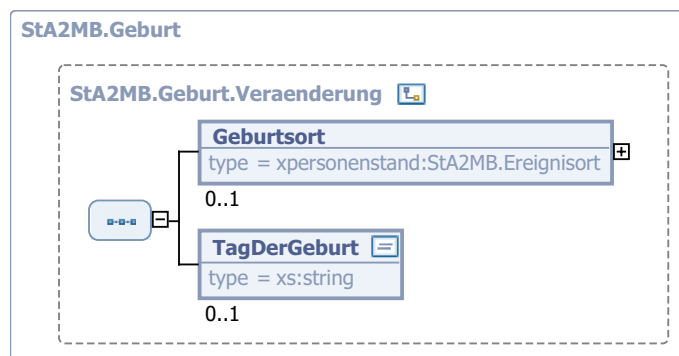 StA2MB.Geburt
StA2MB.Geburt.Veraenderung
Geburtsort
type = xpersonenstand:StA2MB.Ereignisort
0..1
TagDerGeburt
type = xs:string
0..1